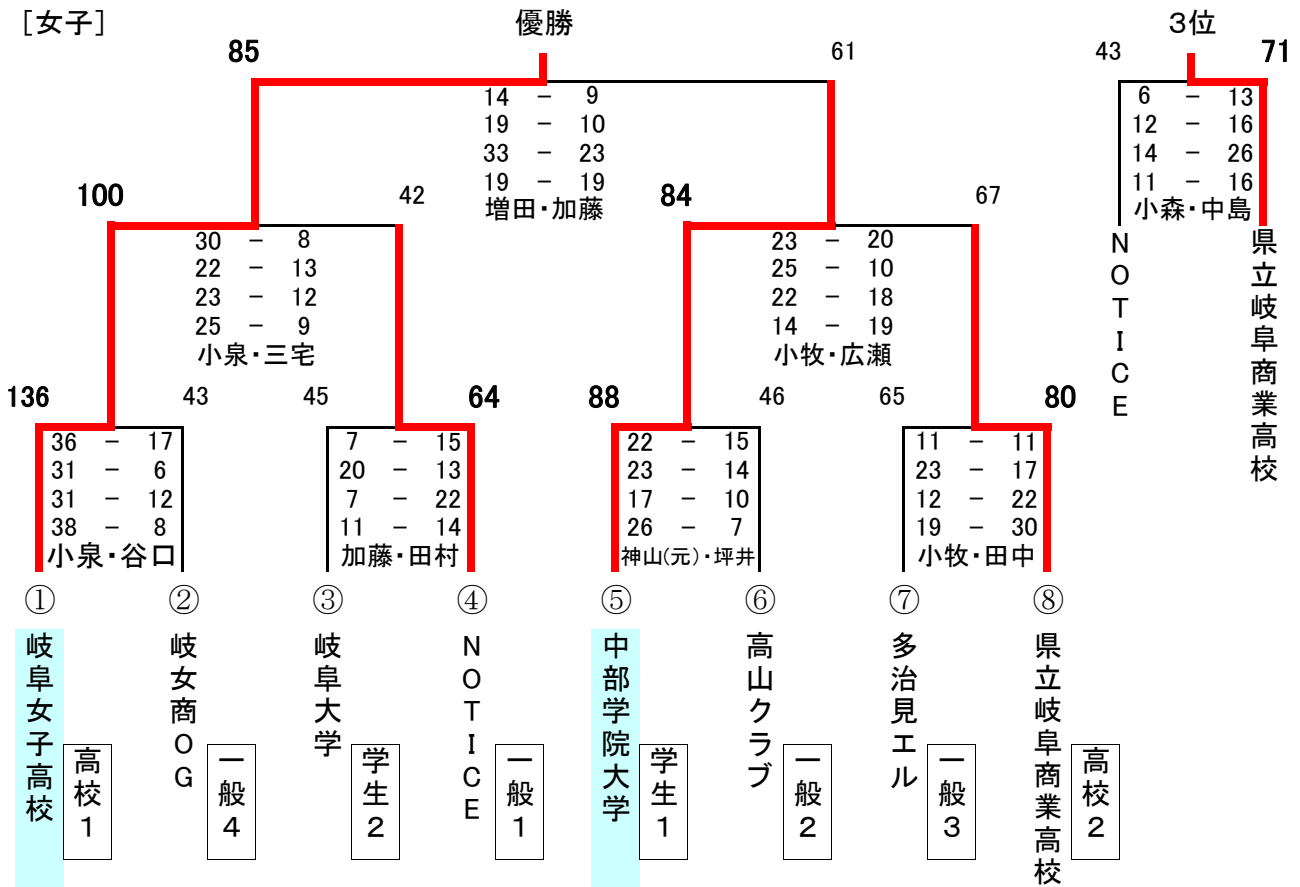 ［女子］
優勝
３位
85
61
43
71
14 － 9
19 － 10
33 － 23
19 － 19
増田・加藤
6 － 13
12 － 16
14 － 26
11 － 16
小森・中島
NOTICE
県立岐阜商業高校
100
42
84
67
30 － 8
22 － 13
23 － 12
25 － 9
小泉・三宅
23 － 20
25 － 10
22 － 18
14 － 19
小牧・広瀬
136
43
45
64
88
46
65
80
36 － 17
31 － 6
31 － 12
38 － 8
小泉・谷口
7 － 15
20 － 13
7 － 22
11 － 14
加藤・田村
22 － 15
23 － 14
17 － 10
26 － 7
神山(元)・坪井
11 － 11
23 － 17
12 － 22
19 － 30
小牧・田中
①
②
③
④
⑤
⑥
⑦
⑧
岐阜女子高校
高校１
岐女商OG
一般４
岐阜大学
学生２
NOTICE
一般１
中部学院大学
学生１
高山クラブ
一般２
多治見エル
一般３
県立岐阜商業高校
高校２